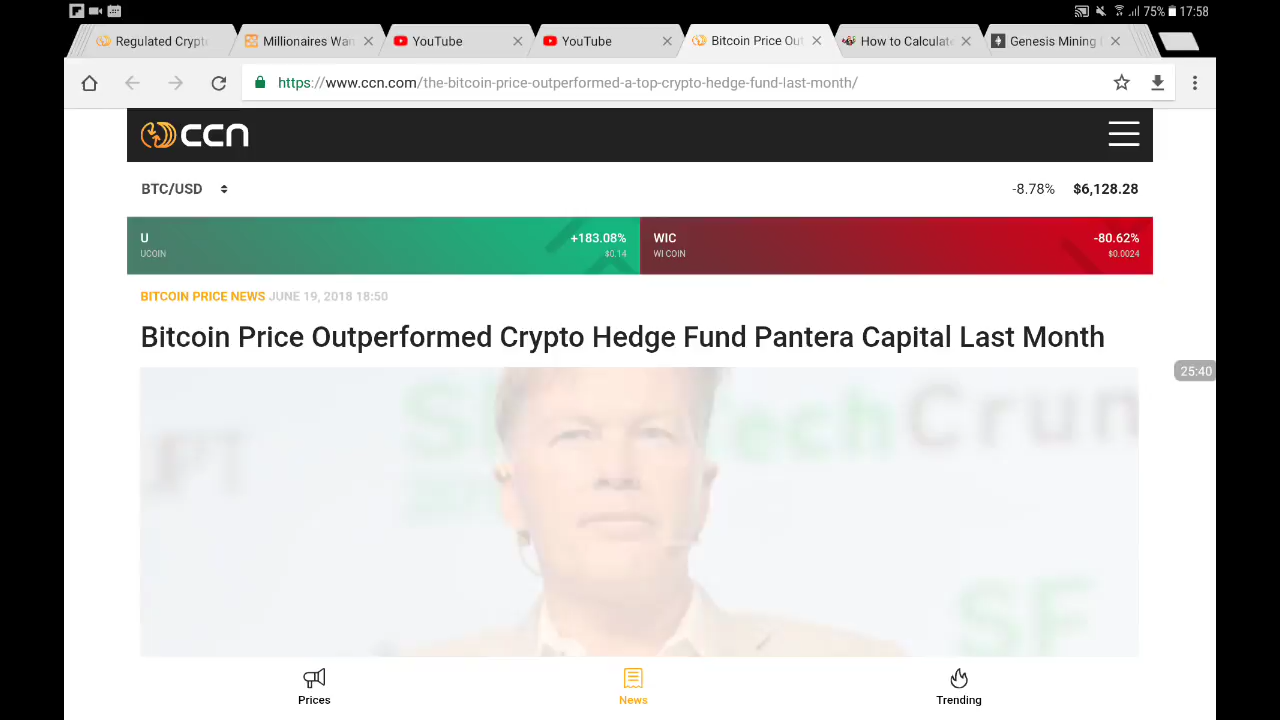 75% 17:58
Regulated Crypt
Millionaires Wan
YouTube
YouTube
Bitcoin Price Ou
How to Calculate
Genesis Mining
https://www.ccn.com/the-bitcoin-price-outperformed-a-top-crypto-hedge-fund-last-month/
ccn
BTC/USD
-8.78% $6,128.28
U +183.08%
UCOIN $0.14
WIC -80.62%
WI COIN $0.0024
BITCOIN PRICE NEWS JUNE 19, 2018 18:50
Bitcoin Price Outperformed Crypto Hedge Fund Pantera Capital Last Month
25:40
S
TechCrun
SF
Prices
News
Trending